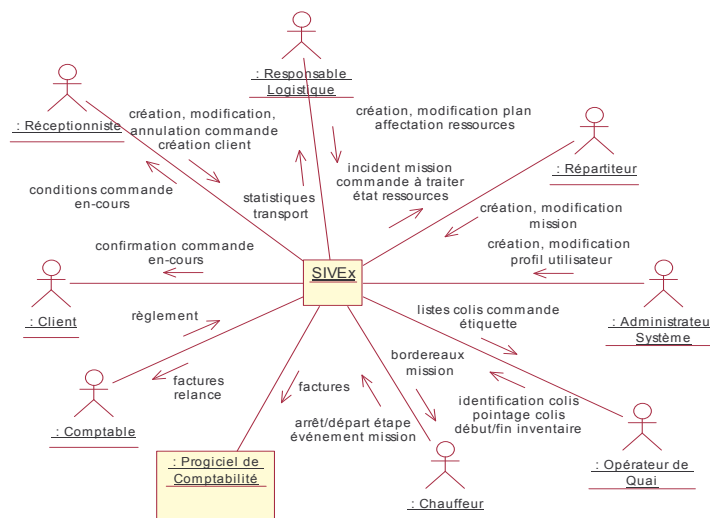 : Responsable
Logistique
: Réceptionniste
création, modification,
annulation commande
création client
création, modification plan
affectation ressources
: Répartiteur
conditions commande
en-cours
statistiques
transport
incident mission
commande à traiter
état ressources
création, modification
mission
confirmation commande
en-cours
SIVEx
création, modification
profil utilisateur
: Client
: Administrateur
Système
règlement
listes colis commande
étiquette
factures
relance
factures
bordereaux
mission
: Comptable
arrêt/départ étape
événement mission
identification colis
pointage colis
début/fin inventaire
: Progiciel de
Comptabilité
: Chauffeur
: Opérateur de
Quai